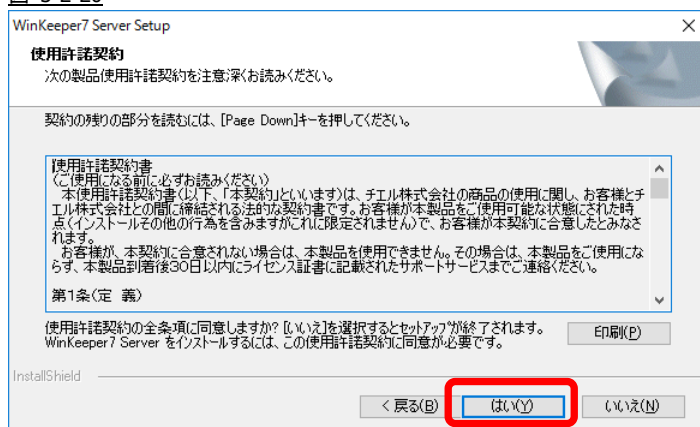 WinKeeper7 Server Setup
使用許諾契約
次の製品使用許諾契約を注意深くお読みください。
契約の残りの部分を読むには、[Page Down]キーを押してください。
使用許諾契約書
(ご使用になる前に必ずお読みください)
本使用許諾契約書(以下、「本契約」といいます)は、チエル株式会社の商品の使用に関し、お客様とチ
エル株式会社との間に締結される法的な契約書です。お客様が本製品をご使用可能な状態にされた時
点(インストールその他の行為を含みますがこれに限定されません)で、お客様が本契約に合意したとみなさ
れます。
お客様が、本契約に合意されない場合は、本製品を使用できません。その場合は、本製品をご使用にな
らず、本製品到着後30日以内にライセンス証書に記載されたサポートサービスまでご連絡ください。
第1条(定 義)
使用許諾契約の全条項に同意しますか? [いいえ]を選択するとセットアップが終了されます。
WinKeeper7 Server をインストールするには、この使用許諾契約に同意が必要です。
印刷(P)
InstallShield
< 戻る(B)
はい(Y)
いいえ(N)